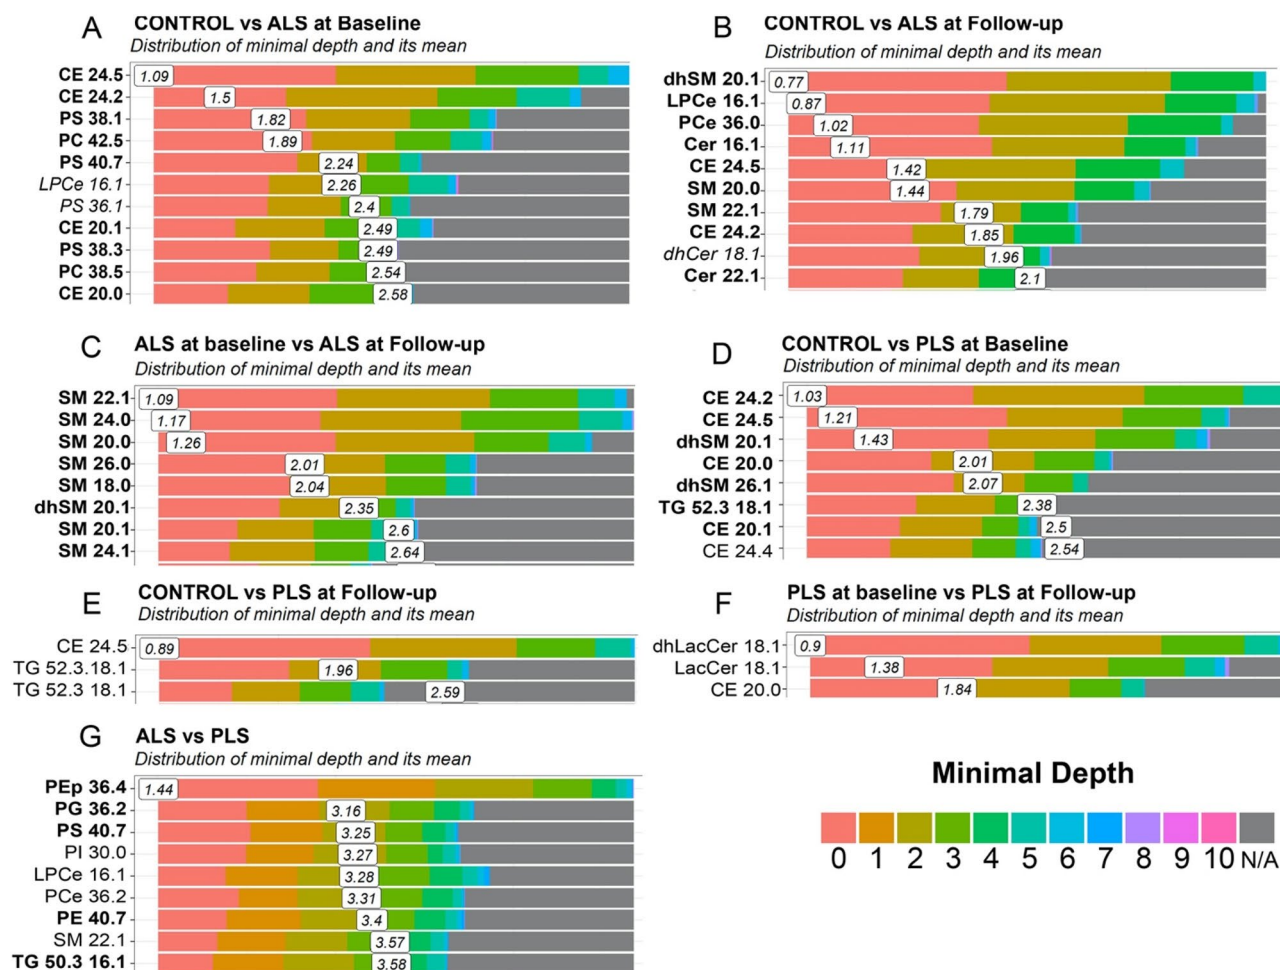 A CONTROL vs ALS at Baseline
Distribution of minimal depth and its mean
CE 24.5 1.09
CE 24.2 1.5
PS 38.1 1.82
PC 42.5 1.89
PS 40.7 2.24
LPCe 16.1 2.26
PS 36.1 2.4
CE 20.1 2.49
PS 38.3 2.49
PC 38.5 2.54
CE 20.0 2.58
B CONTROL vs ALS at Follow-up
Distribution of minimal depth and its mean
dhSM 20.1 0.77
LPCe 16.1 0.87
PCe 36.0 1.02
Cer 16.1 1.11
CE 24.5 1.42
SM 20.0 1.44
SM 22.1 1.79
CE 24.2 1.85
dhCer 18.1 1.96
Cer 22.1 2.1
C ALS at baseline vs ALS at Follow-up
Distribution of minimal depth and its mean
SM 22.1 1.09
SM 24.0 1.17
SM 20.0 1.26
SM 26.0 2.01
SM 18.0 2.04
dhSM 20.1 2.35
SM 20.1 2.6
SM 24.1 2.64
D CONTROL vs PLS at Baseline
Distribution of minimal depth and its mean
CE 24.2 1.03
CE 24.5 1.21
dhSM 20.1 1.43
CE 20.0 2.01
dhSM 26.1 2.07
TG 52.3 18.1 2.38
CE 20.1 2.5
CE 24.4 2.54
E CONTROL vs PLS at Follow-up
Distribution of minimal depth and its mean
CE 24.5 0.89
TG 52.3.18.1 1.96
TG 52.3 18.1 2.59
F PLS at baseline vs PLS at Follow-up
Distribution of minimal depth and its mean
dhLacCer 18.1 0.9
LacCer 18.1 1.38
CE 20.0 1.84
G ALS vs PLS
Distribution of minimal depth and its mean
PEp 36.4 1.44
PG 36.2 3.16
PS 40.7 3.25
PI 30.0 3.27
LPCe 16.1 3.28
PCe 36.2 3.31
PE 40.7 3.4
SM 22.1 3.57
TG 50.3 16.1 3.58
Minimal Depth
0 1 2 3 4 5 6 7 8 9 10 N/A